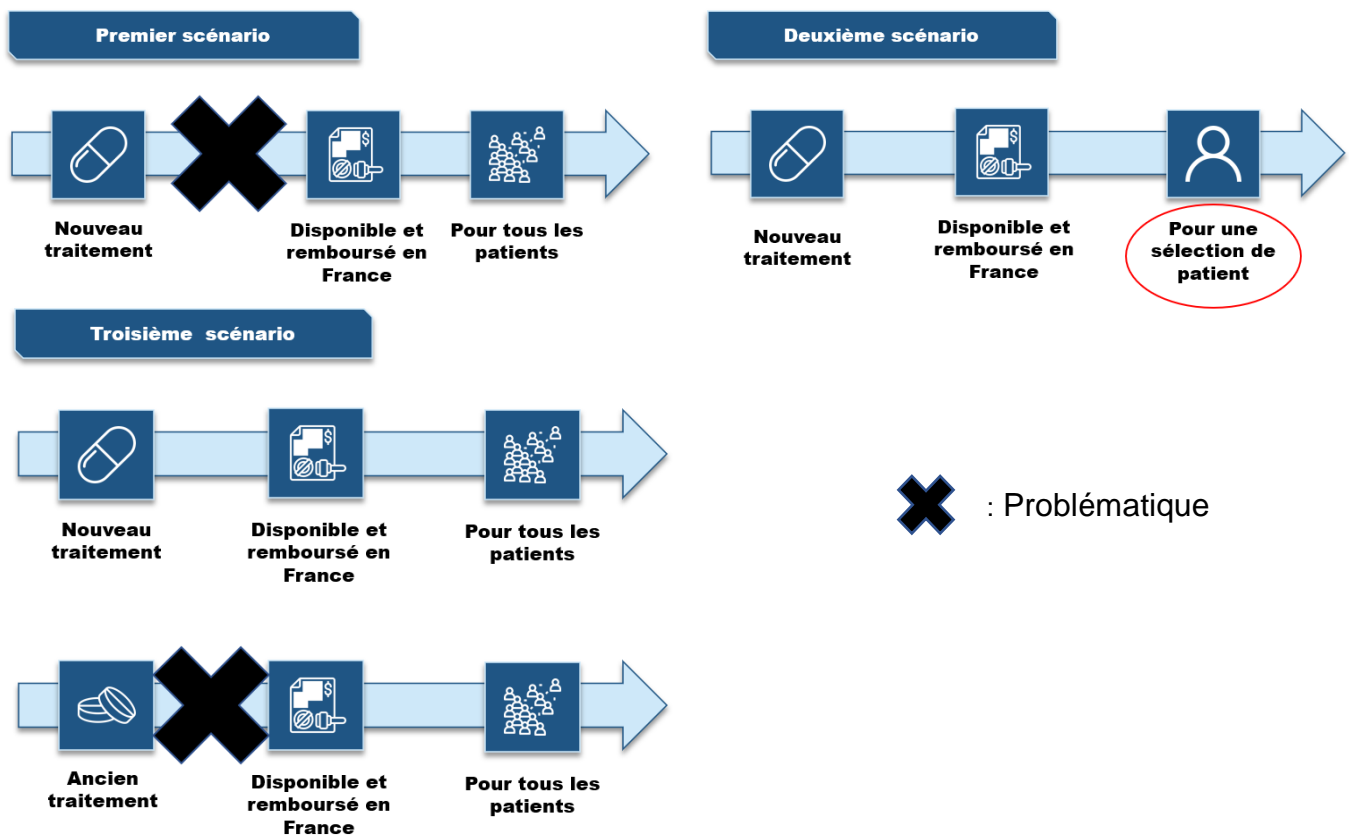 Premier scénario
Nouveau
traitement
Disponible et
remboursé en
France
Pour tous les
patients
Deuxième scénario
Nouveau
traitement
Disponible et
remboursé en
France
Pour une
sélection de
patient
Troisième scénario
Nouveau
traitement
Disponible et
remboursé en
France
Pour tous les
patients
: Problématique
Ancien
traitement
Disponible et
remboursé en
France
Pour tous les
patients